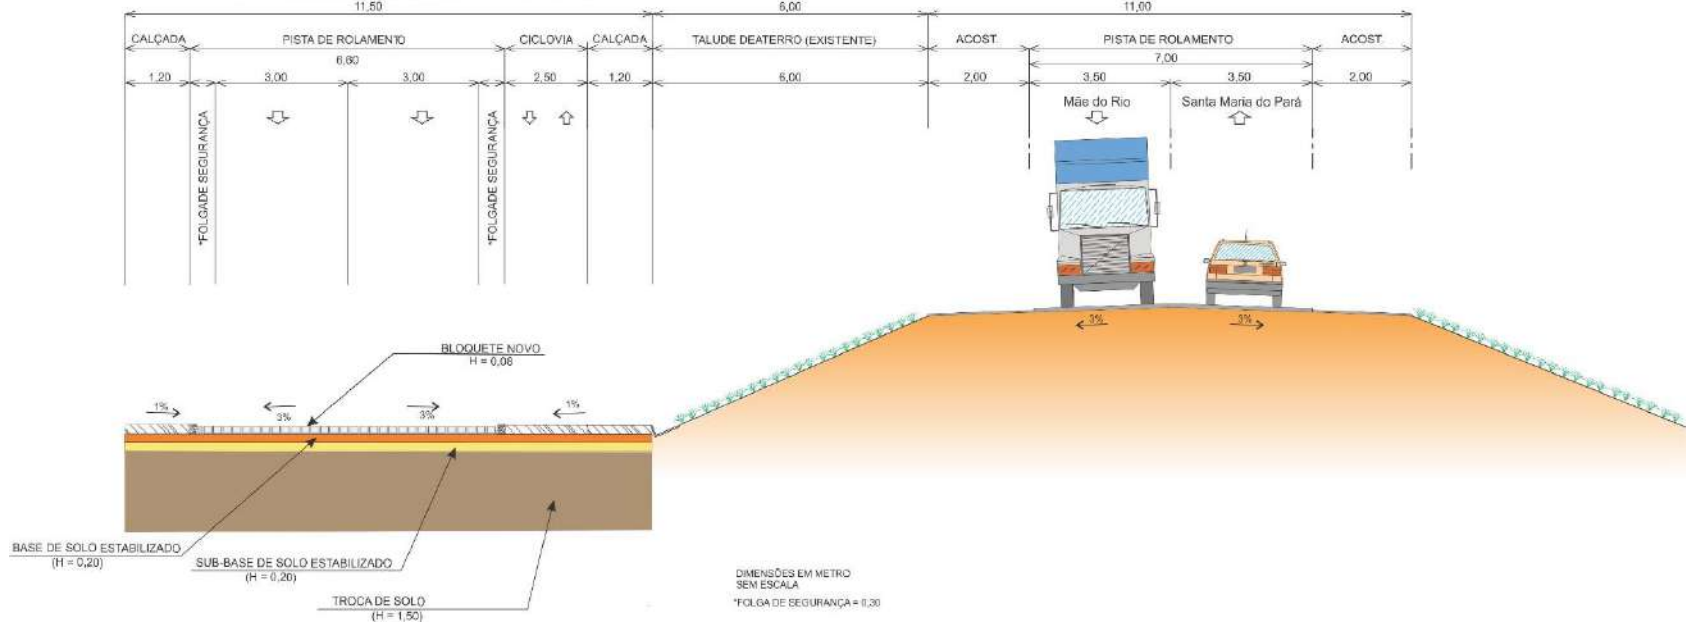 11,50 6,00 11,00
CALÇADA PISTA DE ROLAMENTO CICLOVIA CALÇADA TALUDE DEATERRO (EXISTENTE) ACOST. PISTA DE ROLAMENTO ACOST.
6,60 7,00
1,20 3,00 3,00 2,50 1,20 6,00 2,00 3,50 3,50 2,00
Mãe do Rio Santa Maria do Pará
*FOLGADE SEGURANÇA
*FOLGADE SEGURANÇA
3% 3%
BLOQUETE NOVO
H = 0,08
1% 3% 3% 1%
BASE DE SOLO ESTABILIZADO
(H = 0,20)
SUB-BASE DE SOLO ESTABILIZADO
(H = 0,20)
TROCA DE SOLO
(H = 1,50)
DIMENSÕES EM METRO
SEM ESCALA
*FOLGA DE SEGURANÇA = 0,30